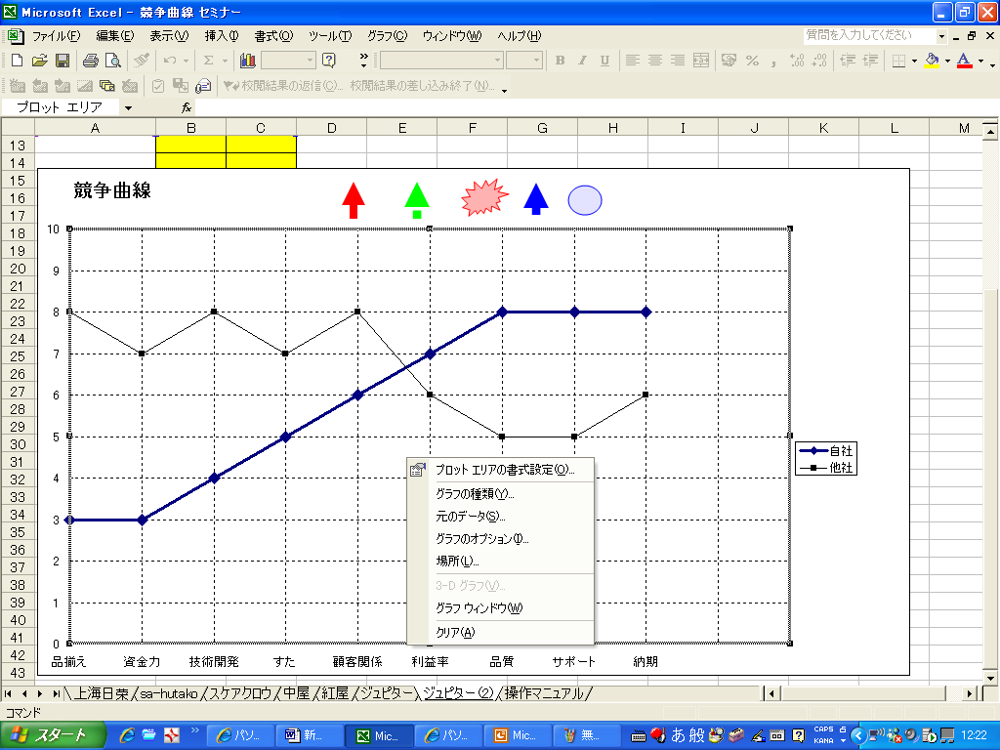 Microsoft Excel - 競争曲線 セミナー
ファイル(F) 編集(E) 表示(V) 挿入(I) 書式(O) ツール(T) グラフ(C) ウィンドウ(W) ヘルプ(H) 質問を入力してください
B I U
校閲結果の返信(C)... 校閲結果の差し込み終了(N)...
プロット エリア fx
A B C D E F G H I J K L M
13
14
15
16
17
18
19
20
21
22
23
24
25
26
27
28
29
30
31
32
33
34
35
36
37
38
39
40
41
42
43
競争曲線
10
9
8
7
6
5
4
3
2
1
0
品揃え 資金力 技術開発 すた 顧客関係 利益率 品質 サポート 納期
自社
他社
プロット エリアの書式設定(O)...
グラフの種類(Y)...
元のデータ(S)...
グラフのオプション(I)...
場所(L)...
3-D グラフ(V)...
グラフ ウィンドウ(W)
クリア(A)
上海日栄 sa-hutako スケアクロウ 中屋 紅屋 ジュピター ジュピター(2) 操作マニュアル
コマンド
スタート パソ... 新... Mic... パソ... Mic... 無... あ 般 CAPS KANA 12:22